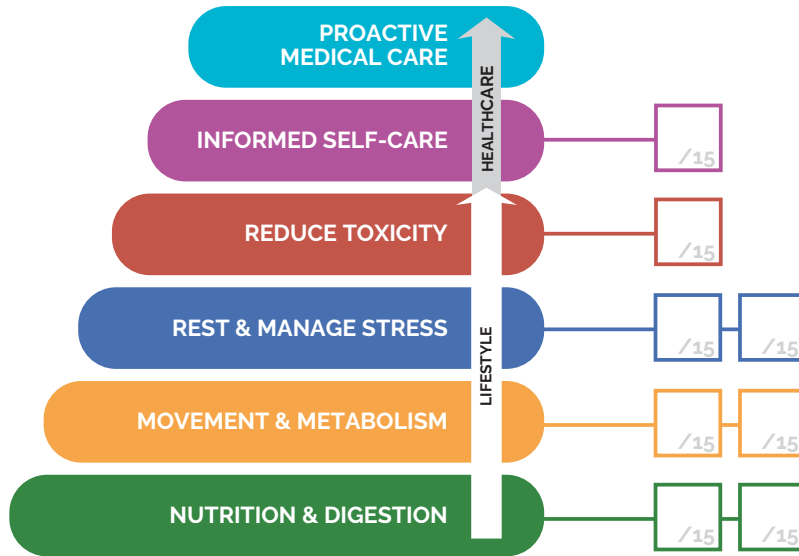 PROACTIVE
MEDICAL CARE
HEALTHCARE
INFORMED SELF-CARE
/15
REDUCE TOXICITY
/15
LIFESTYLE
REST & MANAGE STRESS
/15
/15
MOVEMENT & METABOLISM
/15
/15
NUTRITION & DIGESTION
/15
/15